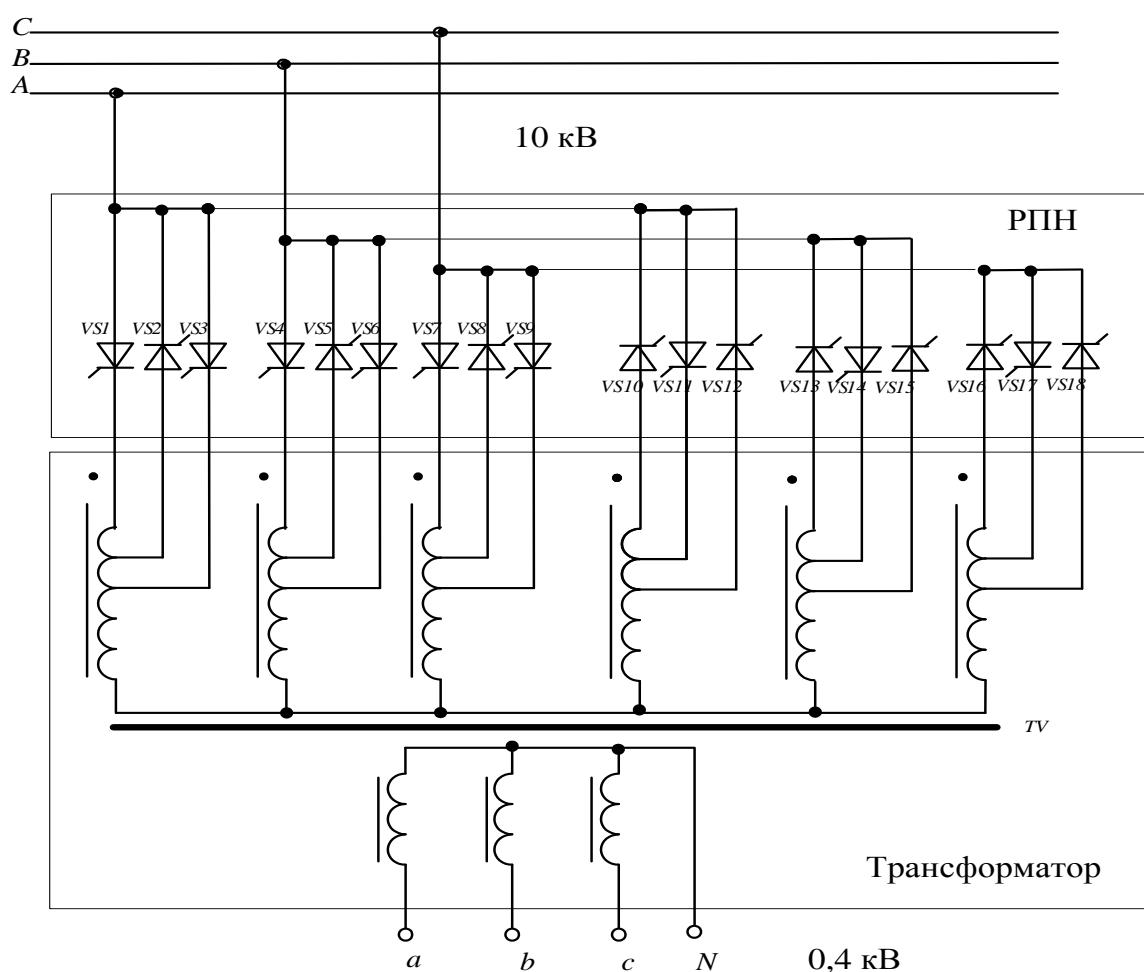 C
B
A
10 кВ
РПН
VS1 VS2 VS3 VS4 VS5 VS6 VS7 VS8 VS9
VS10 VS11 VS12 VS13 VS14 VS15 VS16 VS17 VS18
TV
Трансформатор
a b c N 0,4 кВ